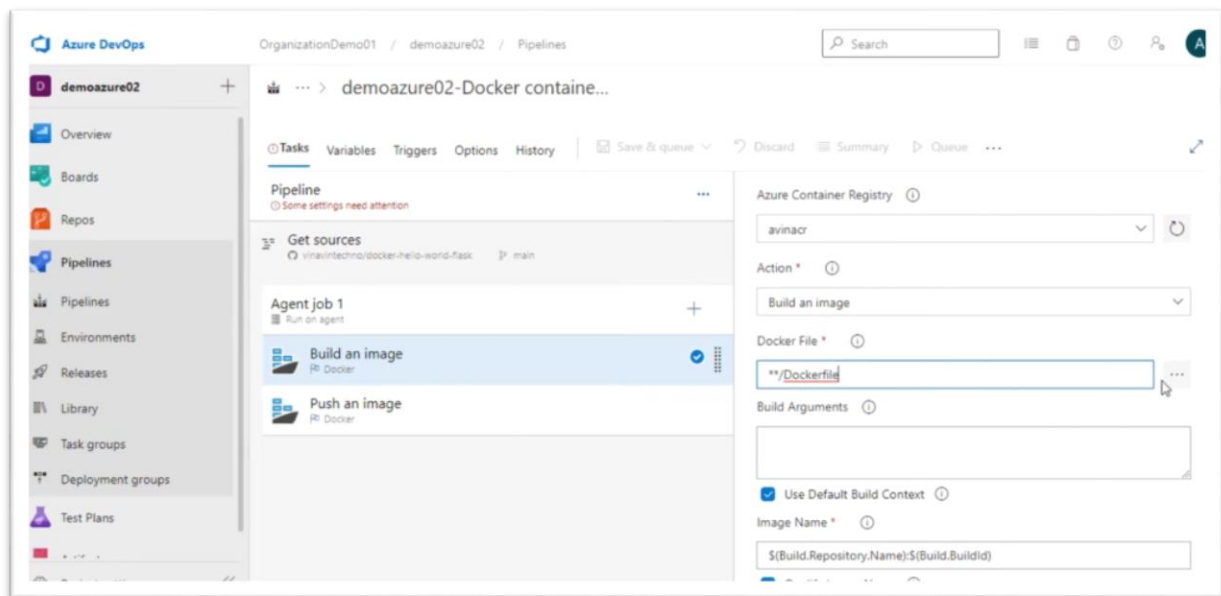 Azure DevOps
OrganizationDemo01 / demoazure02 / Pipelines
Search
A
D demoazure02
... > demoazure02-Docker containe...
Overview
Boards
Repos
Pipelines
Pipelines
Environments
Releases
Library
Task groups
Deployment groups
Test Plans
Tasks Variables Triggers Options History Save & queue Discard Summary Queue ...
Pipeline ...
Some settings need attention
Get sources
vinavintechno/docker-hello-world-flask main
Agent job 1
Run on agent
Build an image
Docker
Push an image
Docker
Azure Container Registry
avinacr
Action *
Build an image
Docker File *
**/Dockerfile
...
Build Arguments
Use Default Build Context
Image Name *
$(Build.Repository.Name):$(Build.BuildId)